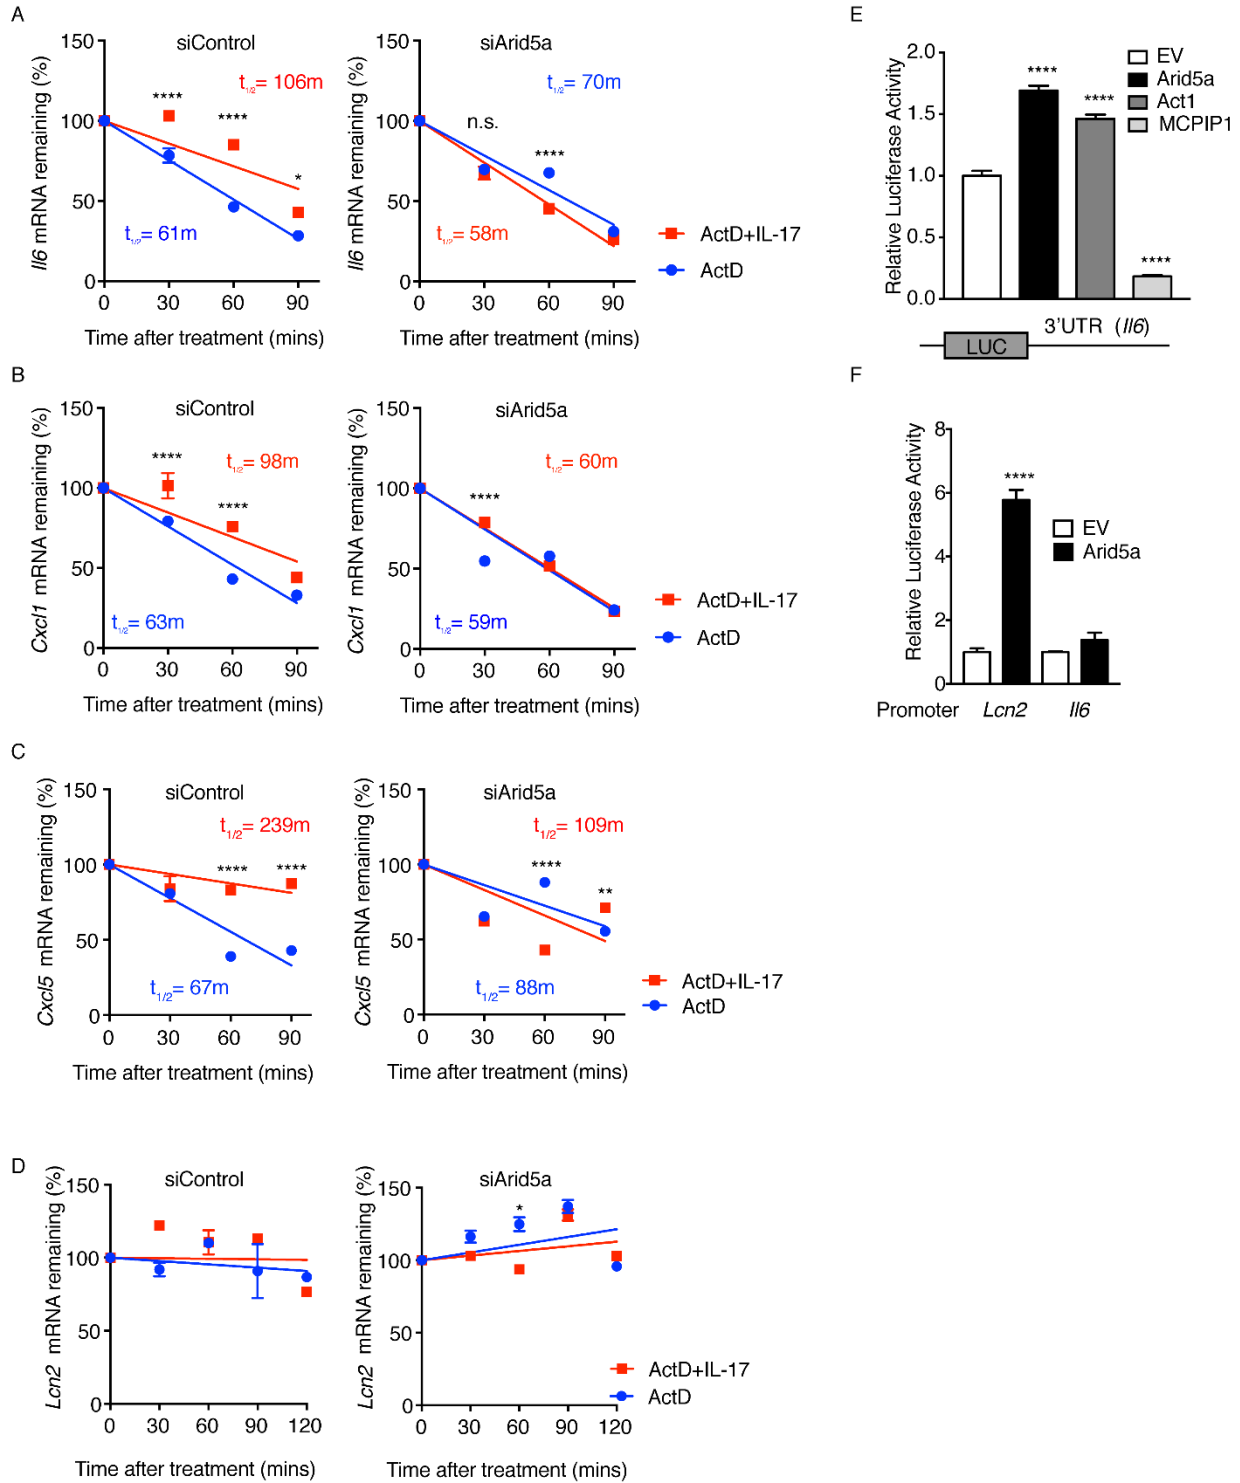 A
siControl
siArid5a
Il6 mRNA remaining (%)
150
100
50
0
t1/2= 106m
****
****
*
t1/2= 61m
0 30 60 90
Time after treatment (mins)
Il6 mRNA remaining (%)
150
100
50
0
t1/2= 70m
n.s.
****
t1/2= 58m
0 30 60 90
Time after treatment (mins)
ActD+IL-17
ActD
B
siControl
siArid5a
Cxcl1 mRNA remaining (%)
150
100
50
0
t1/2= 98m
****
****
t1/2= 63m
0 30 60 90
Time after treatment (mins)
Cxcl1 mRNA remaining (%)
150
100
50
0
t1/2= 60m
****
t1/2= 59m
0 30 60 90
Time after treatment (mins)
ActD+IL-17
ActD
C
siControl
siArid5a
Cxcl5 mRNA remaining (%)
150
100
50
0
t1/2= 239m
****
****
t1/2= 67m
0 30 60 90
Time after treatment (mins)
Cxcl5 mRNA remaining (%)
150
100
50
0
t1/2= 109m
****
**
t1/2= 88m
0 30 60 90
Time after treatment (mins)
ActD+IL-17
ActD
D
siControl
siArid5a
Lcn2 mRNA remaining (%)
150
100
50
0
0 30 60 90 120
Time after treatment (mins)
Lcn2 mRNA remaining (%)
150
100
50
0
*
0 30 60 90 120
Time after treatment (mins)
ActD+IL-17
ActD
E
Relative Luciferase Activity
2.0
1.5
1.0
0.5
0.0
****
****
****
EV
Arid5a
Act1
MCPIP1
3'UTR (Il6)
LUC
F
Relative Luciferase Activity
8
6
4
2
0
****
EV
Arid5a
Promoter Lcn2 Il6